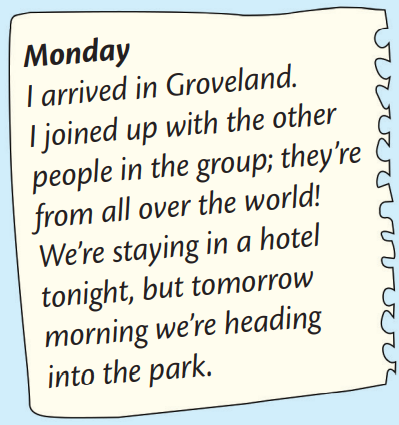 Monday
I arrived in Groveland.
I joined up with the other
people in the group; they're
from all over the world!
We're staying in a hotel
tonight, but tomorrow
morning we're heading
into the park.